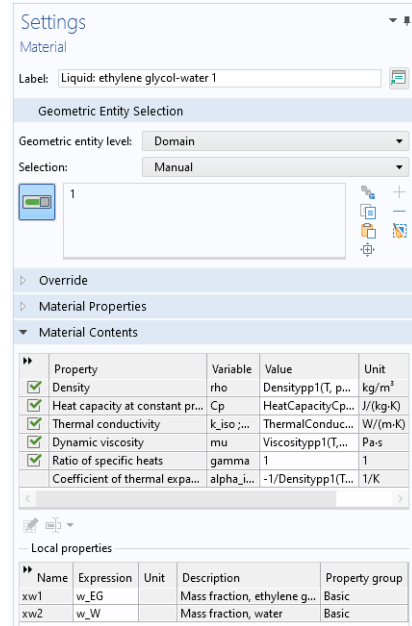 Settings
Material
Label: Liquid: ethylene glycol-water 1
Geometric Entity Selection
Geometric entity level: Domain
Selection: Manual
1
Override
Material Properties
Material Contents
Property Variable Value Unit
Density rho Densitypp1(T, p... kg/m³
Heat capacity at constant pr... Cp HeatCapacityCp... J/(kg·K)
Thermal conductivity k_iso ;... ThermalConduc... W/(m·K)
Dynamic viscosity mu Viscositypp1(T,... Pa·s
Ratio of specific heats gamma 1 1
Coefficient of thermal expa... alpha_i... -1/Densitypp1(T... 1/K
Local properties
Name Expression Unit Description Property group
xw1 w_EG Mass fraction, ethylene g... Basic
xw2 w_W Mass fraction, water Basic